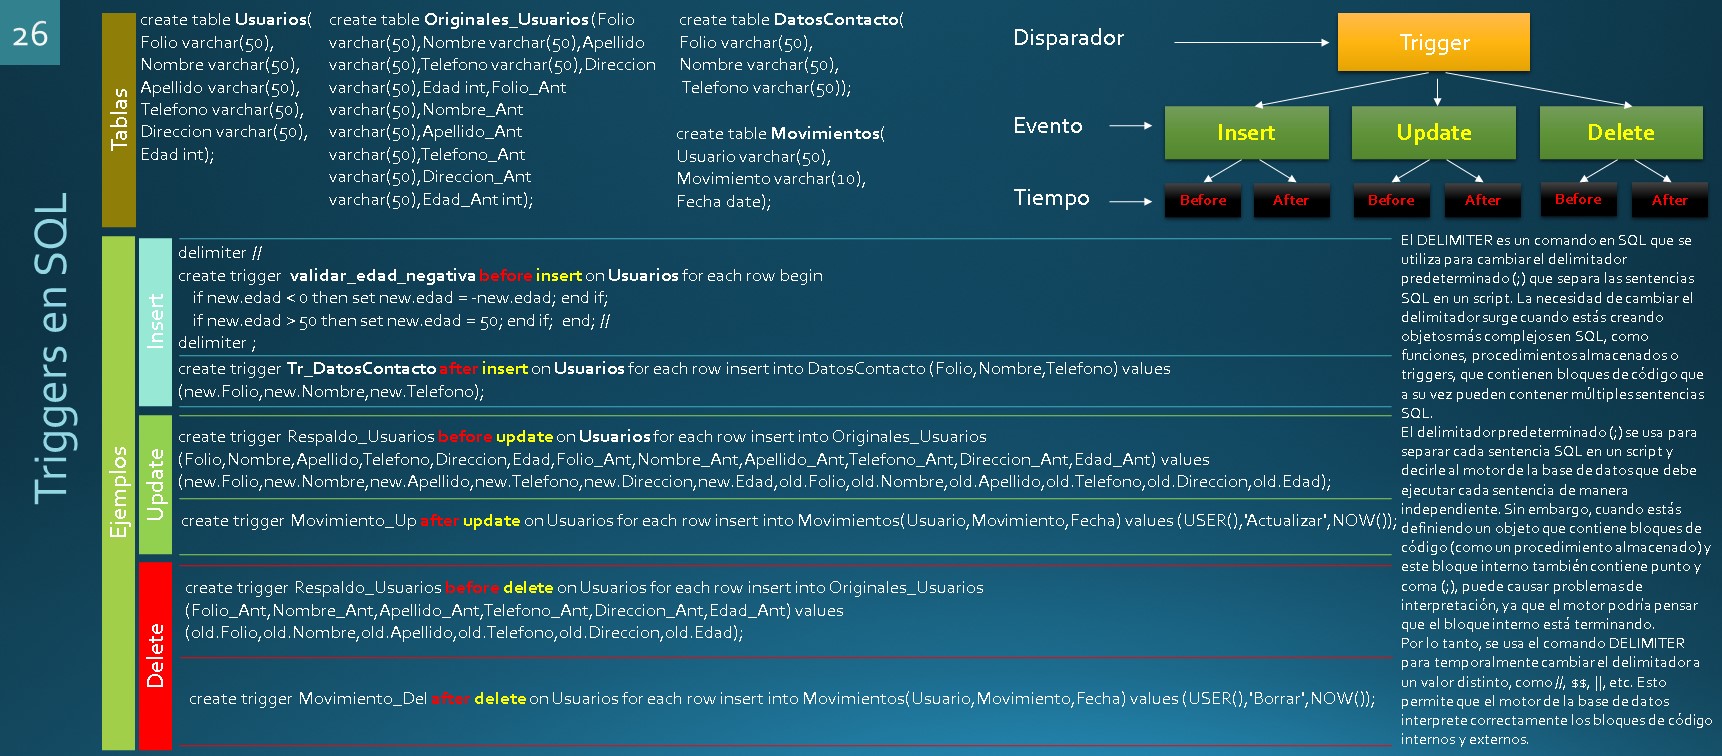 26
Triggers en SQL
Tablas
create table Usuarios(
Folio varchar(50),
Nombre varchar(50),
Apellido varchar(50),
Telefono varchar(50),
Direccion varchar(50),
Edad int);
create table Originales_Usuarios(Folio
varchar(50),Nombre varchar(50),Apellido
varchar(50),Telefono varchar(50),Direccion
varchar(50),Edad int,Folio_Ant
varchar(50),Nombre_Ant
varchar(50),Apellido_Ant
varchar(50),Telefono_Ant
varchar(50),Direccion_Ant
varchar(50),Edad_Ant int);
create table DatosContacto(
Folio varchar(50),
Nombre varchar(50),
Telefono varchar(50));
create table Movimientos(
Usuario varchar(50),
Movimiento varchar(10),
Fecha date);
Disparador
Trigger
Evento
Insert
Update
Delete
Tiempo
Before
After
Before
After
Before
After
Ejemplos
Insert
delimiter //
create trigger validar_edad_negativa before insert on Usuarios for each row begin
if new.edad < 0 then set new.edad = -new.edad; end if;
if new.edad > 50 then set new.edad = 50; end if; end; //
delimiter ;
create trigger Tr_DatosContacto after insert on Usuarios for each row insert into DatosContacto (Folio,Nombre,Telefono) values
(new.Folio,new.Nombre,new.Telefono);
Update
create trigger Respaldo_Usuarios before update on Usuarios for each row insert into Originales_Usuarios
(Folio,Nombre,Apellido,Telefono,Direccion,Edad,Folio_Ant,Nombre_Ant,Apellido_Ant,Telefono_Ant,Direccion_Ant,Edad_Ant) values
(new.Folio,new.Nombre,new.Apellido,new.Telefono,new.Direccion,new.Edad,old.Folio,old.Nombre,old.Apellido,old.Telefono,old.Direccion,old.Edad);
create trigger Movimiento_Up after update on Usuarios for each row insert into Movimientos(Usuario,Movimiento,Fecha) values (USER(),'Actualizar',NOW());
Delete
create trigger Respaldo_Usuarios before delete on Usuarios for each row insert into Originales_Usuarios
(Folio_Ant,Nombre_Ant,Apellido_Ant,Telefono_Ant,Direccion_Ant,Edad_Ant) values
(old.Folio,old.Nombre,old.Apellido,old.Telefono,old.Direccion,old.Edad);
create trigger Movimiento_Del after delete on Usuarios for each row insert into Movimientos(Usuario,Movimiento,Fecha) values (USER(),'Borrar',NOW());
El DELIMITER es un comando en SQL que se
utiliza para cambiar el delimitador
predeterminado (;) que separa las sentencias
SQL en un script. La necesidad de cambiar el
delimitador surge cuando estás creando
objetos más complejos en SQL, como
funciones, procedimientos almacenados o
triggers, que contienen bloques de código que
a su vez pueden contener múltiples sentencias
SQL.
El delimitador predeterminado (;) se usa para
separar cada sentencia SQL en un script y
decirle al motor de la base de datos que debe
ejecutar cada sentencia de manera
independiente. Sin embargo, cuando estás
definiendo un objeto que contiene bloques de
código (como un procedimiento almacenado) y
este bloque interno también contiene punto y
coma (;), puede causar problemas de
interpretación, ya que el motor podría pensar
que el bloque interno está terminando.
Por lo tanto, se usa el comando DELIMITER
para temporalmente cambiar el delimitador a
un valor distinto, como //, $$, ||, etc. Esto
permite que el motor de la base de datos
interprete correctamente los bloques de código
internos y externos.